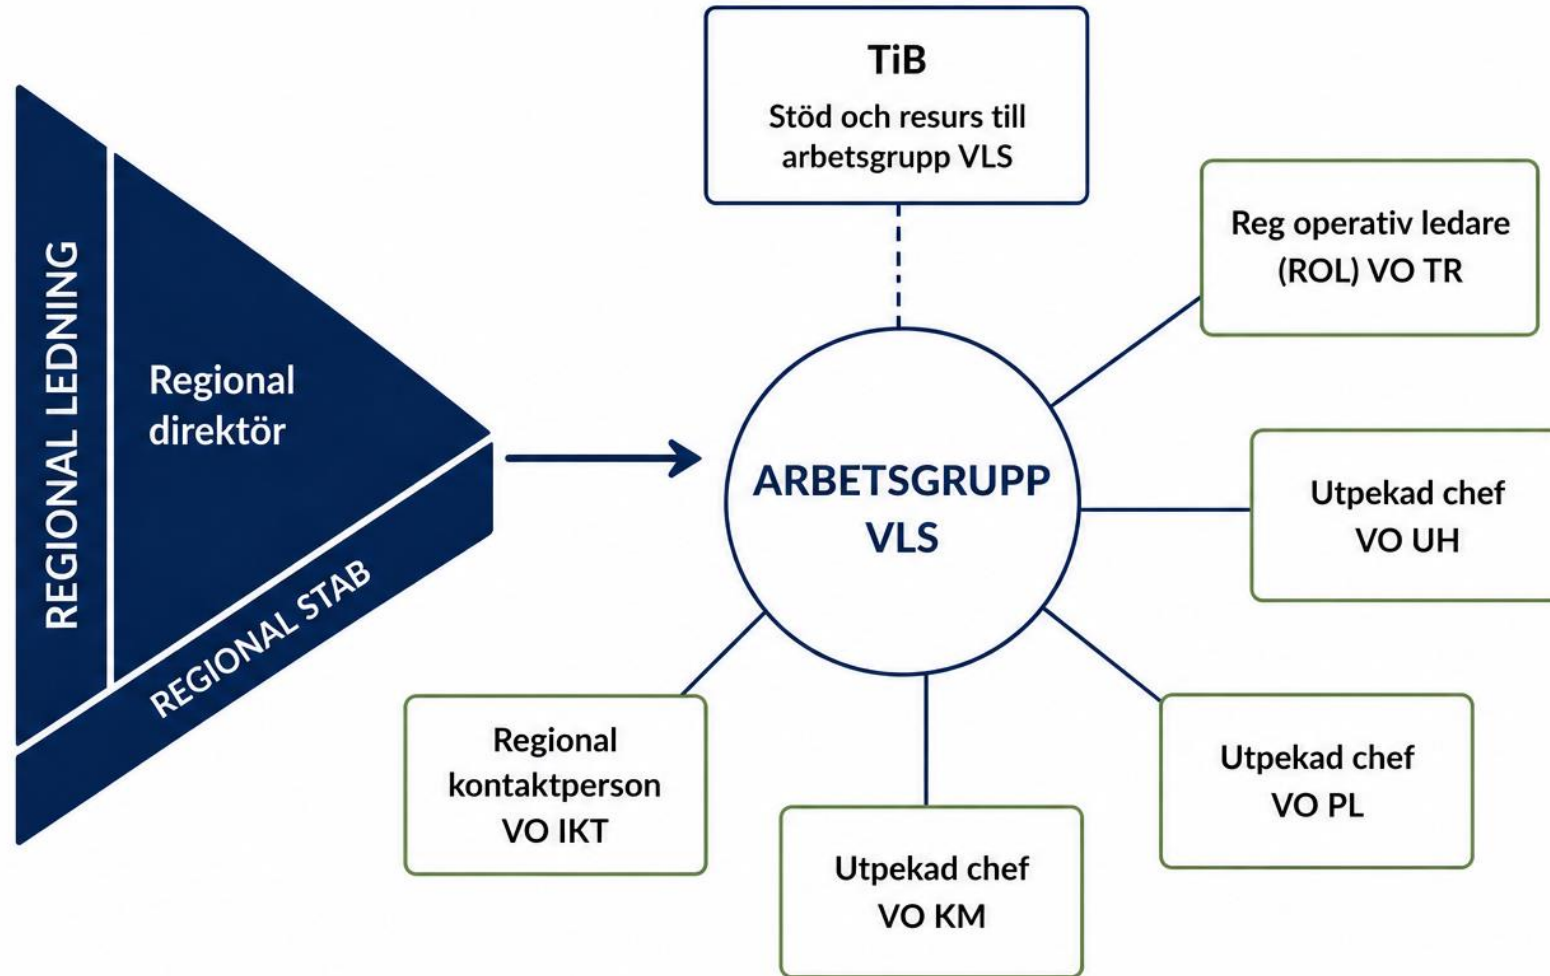 REGIONAL LEDNING
Regional
direktör
REGIONAL STAB
TiB
Stöd och resurs till
arbetsgrupp VLS
ARBETSGRUPP
VLS
Reg operativ ledare
(ROL) VO TR
Utpekad chef
VO UH
Utpekad chef
VO PL
Utpekad chef
VO KM
Regional
kontaktperson
VO IKT